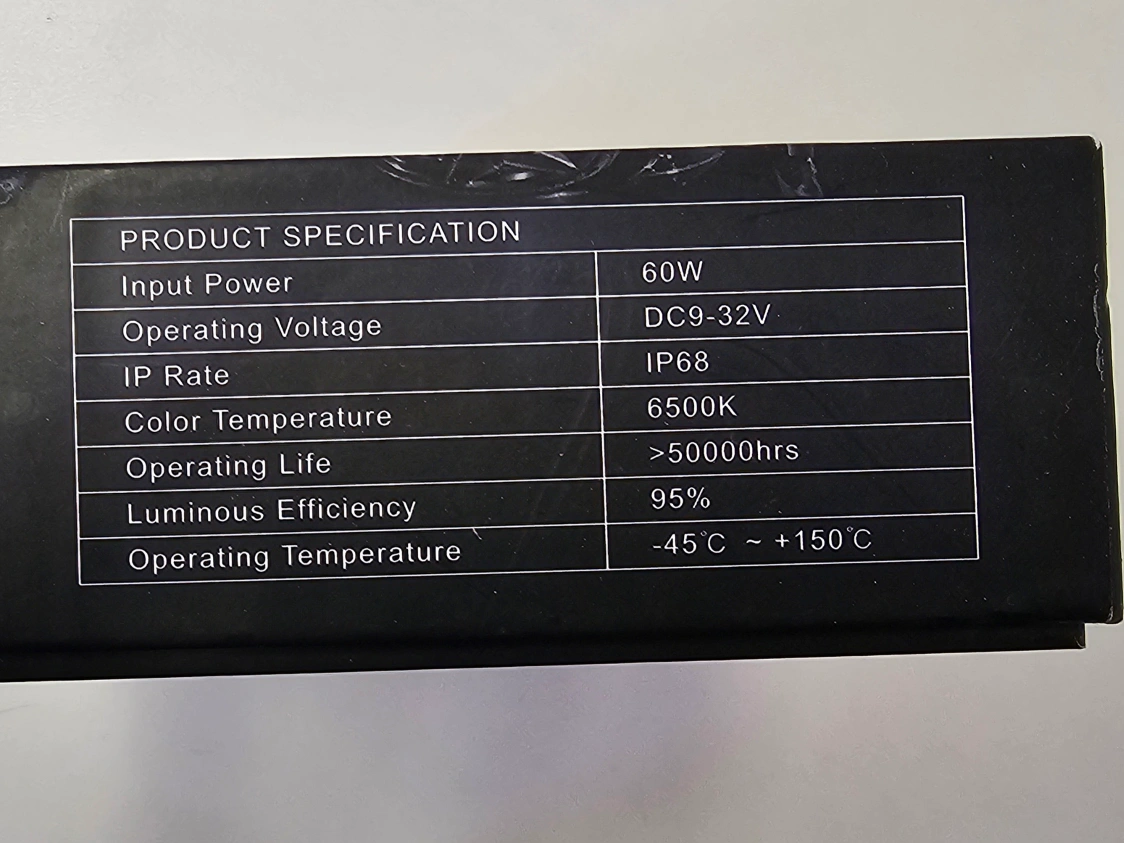 PRODUCT SPECIFICATION
Input Power 60W
Operating Voltage DC9-32V
IP Rate IP68
Color Temperature 6500K
Operating Life >50000hrs
Luminous Efficiency 95%
Operating Temperature -45℃ ~ +150℃